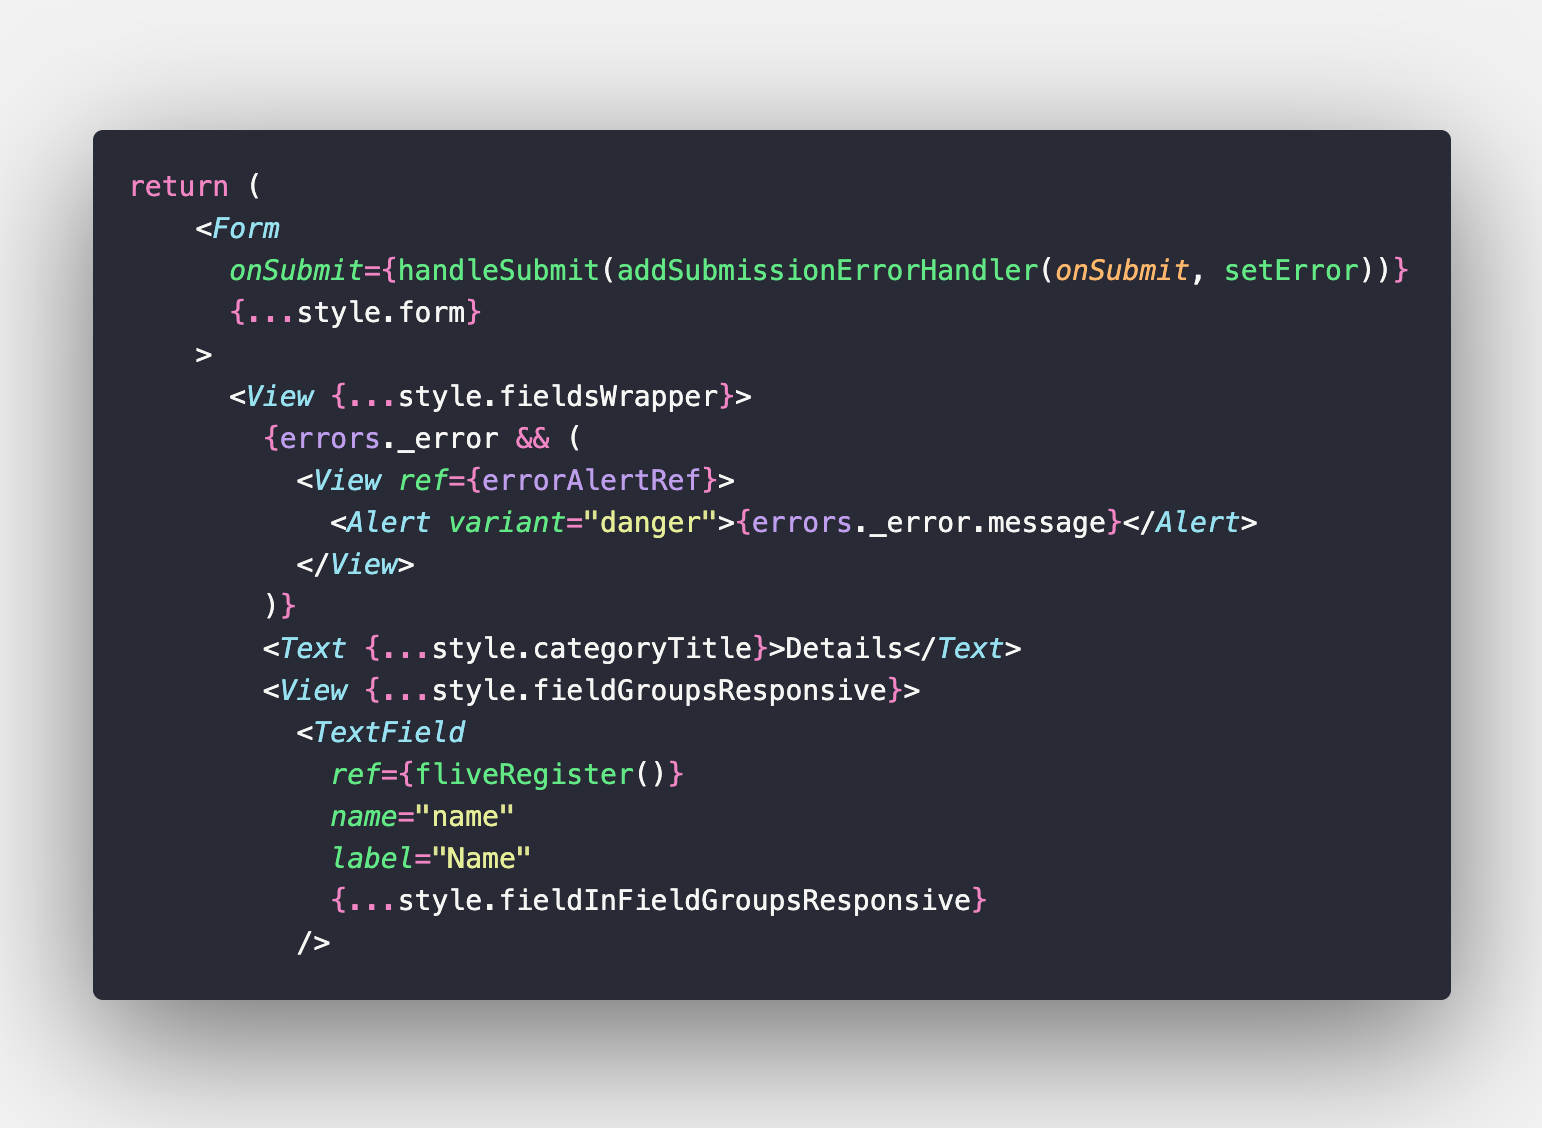 return (
<Form
onSubmit={handleSubmit(addSubmissionErrorHandler(onSubmit, setError))}
{...style.form}
>
<View {...style.fieldsWrapper}>
{errors._error && (
<View ref={errorAlertRef}>
<Alert variant="danger">{errors._error.message}</Alert>
</View>
)}
<Text {...style.categoryTitle}>Details</Text>
<View {...style.fieldGroupsResponsive}>
<TextField
ref={fliveRegister()}
name="name"
label="Name"
{...style.fieldInFieldGroupsResponsive}
/>